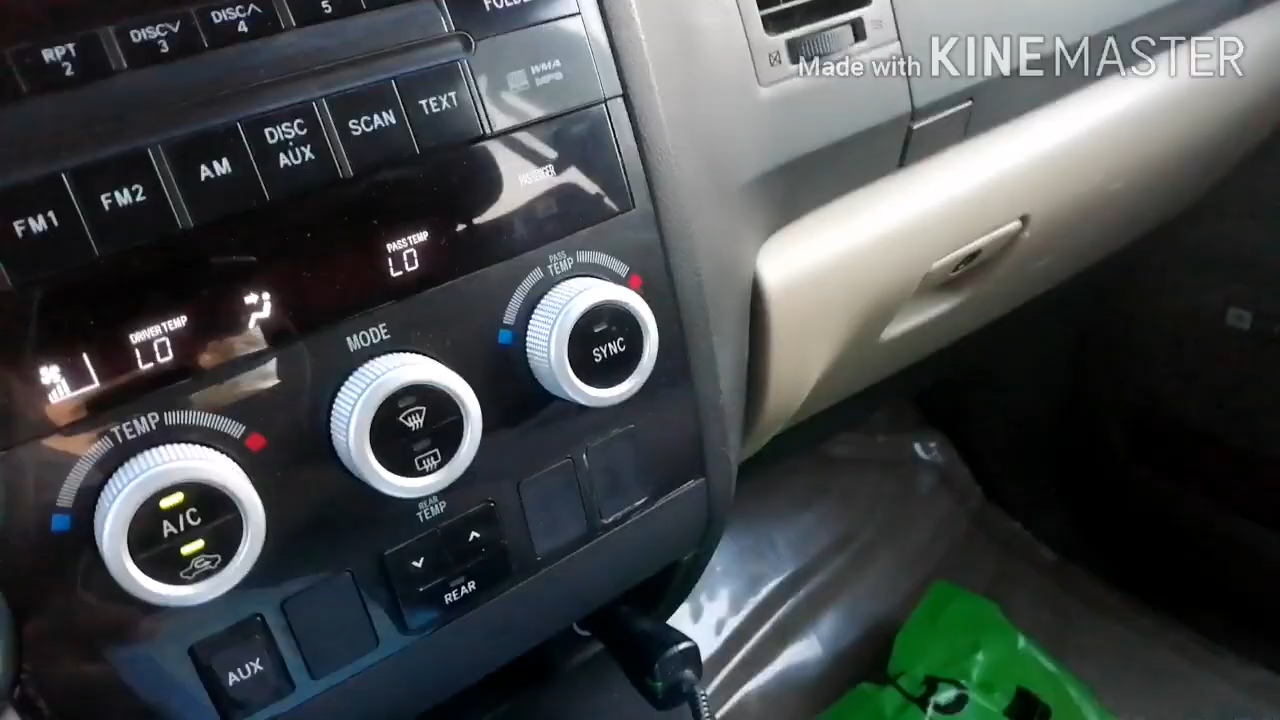 RPT
2
DISC
3
DISC
4
5
Made with KINEMASTER
WMA
MP3
FM1
FM2
AM
DISC
AUX
SCAN
TEXT
PASSENGER
DRIVER TEMP
LO
PASS TEMP
LO
TEMP
MODE
PASS
TEMP
A/C
SYNC
REAR
TEMP
REAR
AUX